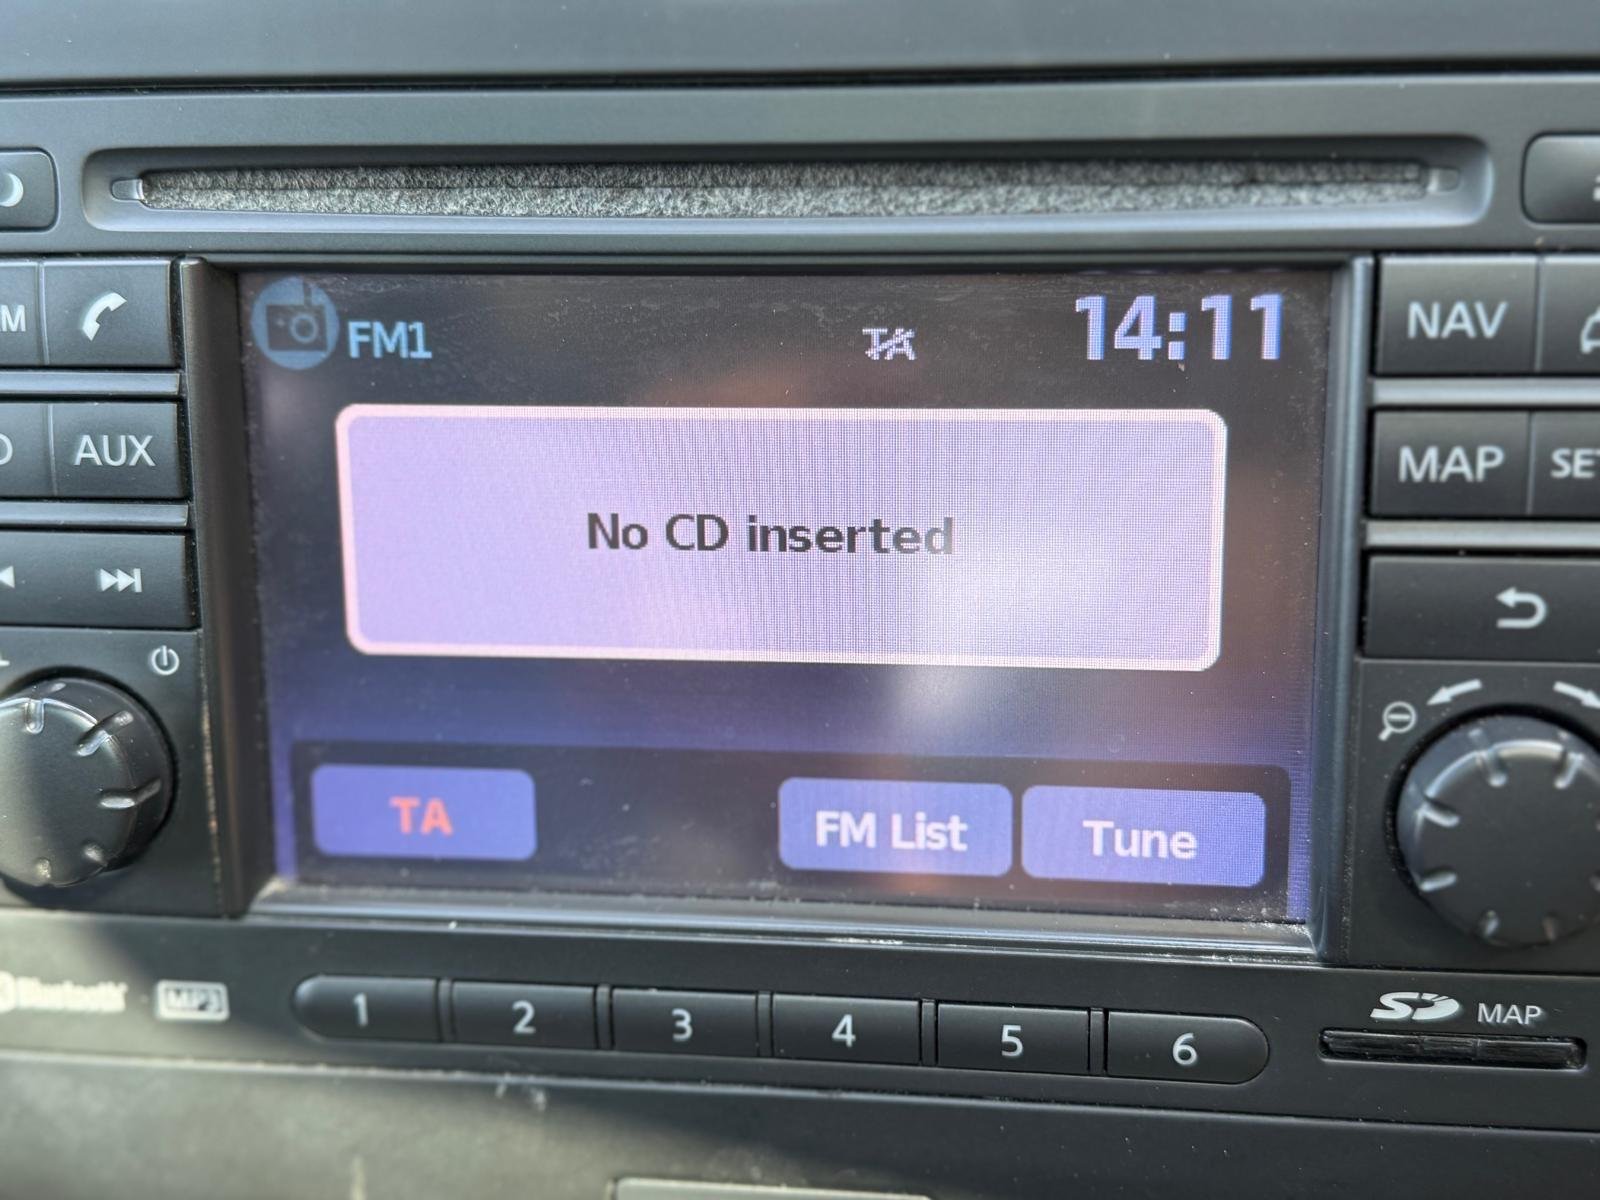 FM1
TA
14:11
NAV
AUX
MAP
No CD inserted
TA
FM List
Tune
Bluetooth
MP3
1
2
3
4
5
6
SD MAP